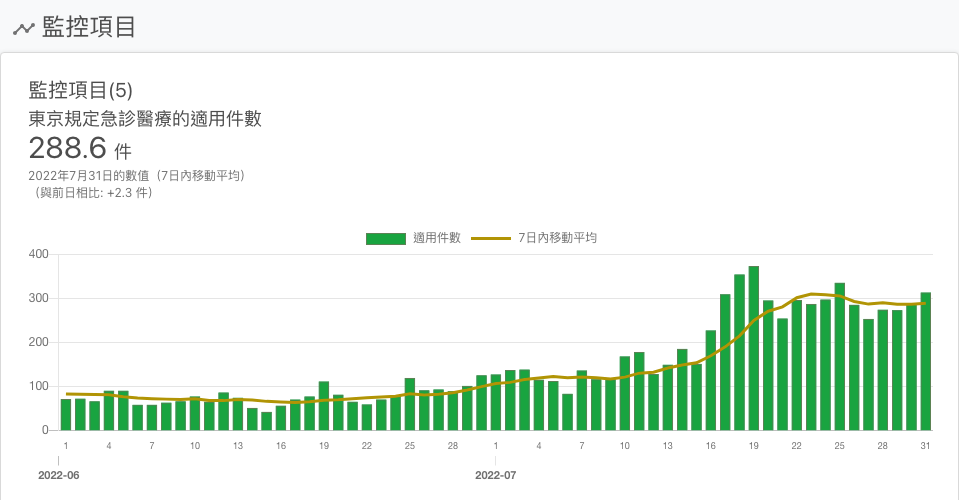 監控項目
監控項目(5)
東京規定急診醫療的適用件數
288.6 件
2022年7月31日的數值（7日內移動平均）
（與前日相比: +2.3 件）
適用件數 7日內移動平均
400
300
200
100
0
1 4 7 10 13 16 19 22 25 28 1 4 7 10 13 16 19 22 25 28 31
2022-06 2022-07